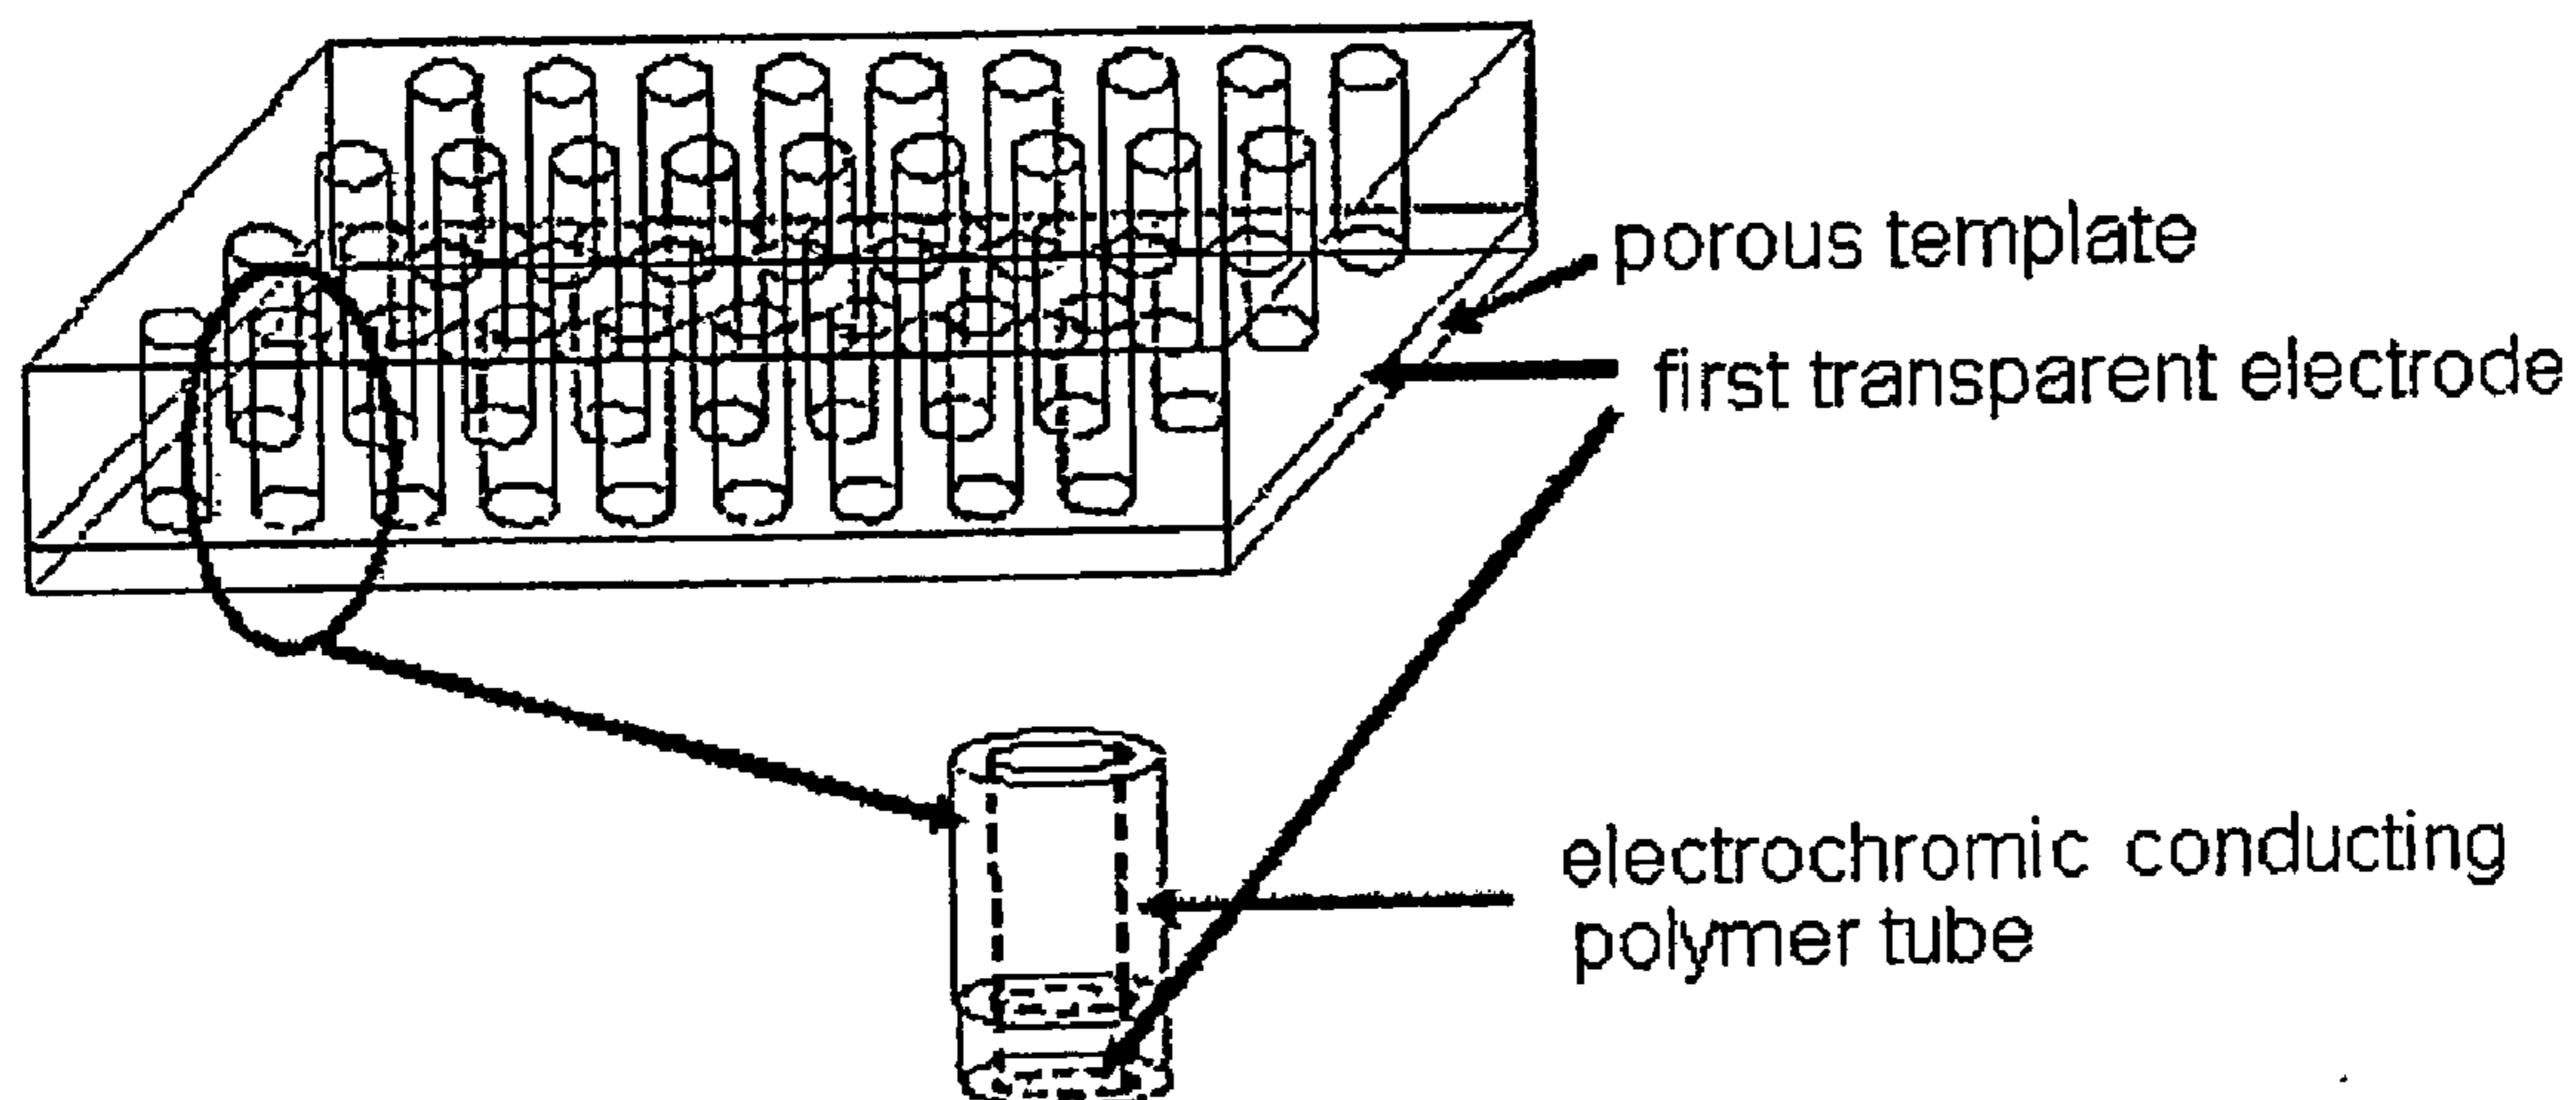 porous template
first transparent electrode
electrochromic conducting
polymer tube